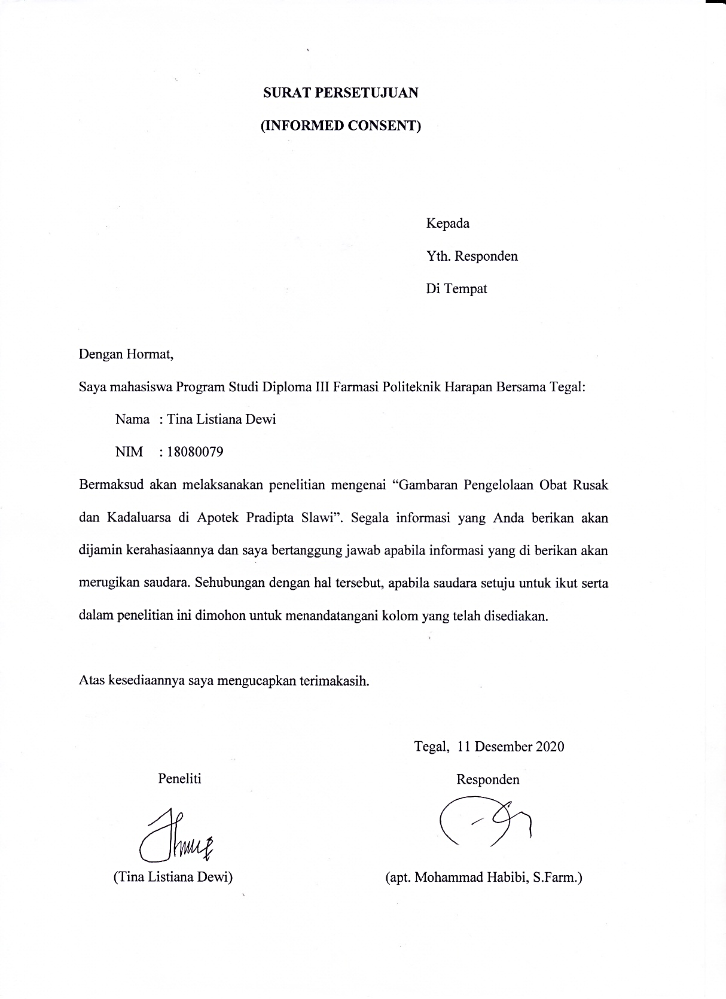 SURAT PERSETUJUAN
(INFORMED CONSENT)
Kepada
Yth. Responden
Di Tempat
Dengan Hormat,
Saya mahasiswa Program Studi Diploma III Farmasi Politeknik Harapan Bersama Tegal:
Nama : Tina Listiana Dewi
NIM : 18080079
Bermaksud akan melaksanakan penelitian mengenai “Gambaran Pengelolaan Obat Rusak
dan Kadaluarsa di Apotek Pradipta Slawi”. Segala informasi yang Anda berikan akan
dijamin kerahasiaannya dan saya bertanggung jawab apabila informasi yang di berikan akan
merugikan saudara. Sehubungan dengan hal tersebut, apabila saudara setuju untuk ikut serta
dalam penelitian ini dimohon untuk menandatangani kolom yang telah disediakan.
Atas kesediaannya saya mengucapkan terimakasih.
Tegal, 11 Desember 2020
Peneliti Responden
(Tina Listiana Dewi) (apt. Mohammad Habibi, S.Farm.)